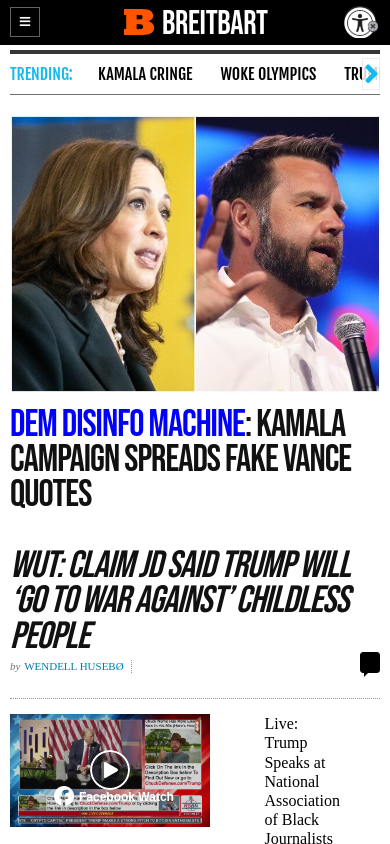 BREITBART
TRENDING: KAMALA CRINGE WOKE OLYMPICS
DEM DISINFO MACHINE: KAMALA
CAMPAIGN SPREADS FAKE VANCE
QUOTES
WUT: CLAIM JD SAID TRUMP WILL
‘GO TO WAR AGAINST’ CHILDLESS
PEOPLE
by WENDELL HUSEBØ
Facebook Watch
Live:
Trump
Speaks at
National
Association
of Black
Journalists